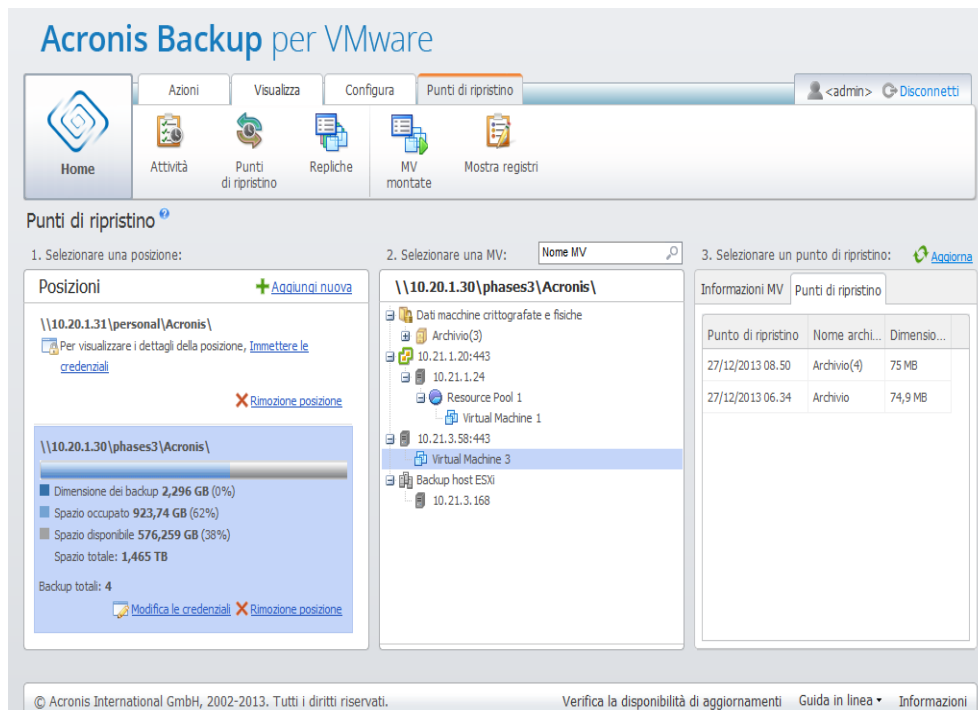 Acronis Backup per VMware
Azioni
Visualizza
Configura
Punti di ripristino
<admin>
Disconnetti
Home
Attività
Punti
di ripristino
Repliche
MV
montate
Mostra registri
Punti di ripristino
1. Selezionare una posizione:
Posizioni
Aggiungi nuova
\\10.20.1.31\personal\Acronis\
Per visualizzare i dettagli della posizione, Immettere le
credenziali
Rimozione posizione
\\10.20.1.30\phases3\Acronis\
Dimensione dei backup 2,296 GB (0%)
Spazio occupato 923,74 GB (62%)
Spazio disponibile 576,259 GB (38%)
Spazio totale: 1,465 TB
Backup totali: 4
Modifica le credenziali
Rimozione posizione
2. Selezionare una MV:
Nome MV
\\10.20.1.30\phases3\Acronis\
Dati macchine crittografate e fisiche
Archivio(3)
10.21.1.20:443
10.21.1.24
Resource Pool 1
Virtual Machine 1
10.21.3.58:443
Virtual Machine 3
Backup host ESXi
10.21.3.168
3. Selezionare un punto di ripristino:
Aggiorna
Informazioni MV
Punti di ripristino
Punto di ripristino Nome archi... Dimensio...
27/12/2013 08.50 Archivio(4) 75 MB
27/12/2013 06.34 Archivio 74,9 MB
© Acronis International GmbH, 2002-2013. Tutti i diritti riservati.
Verifica la disponibilità di aggiornamenti
Guida in linea
Informazioni